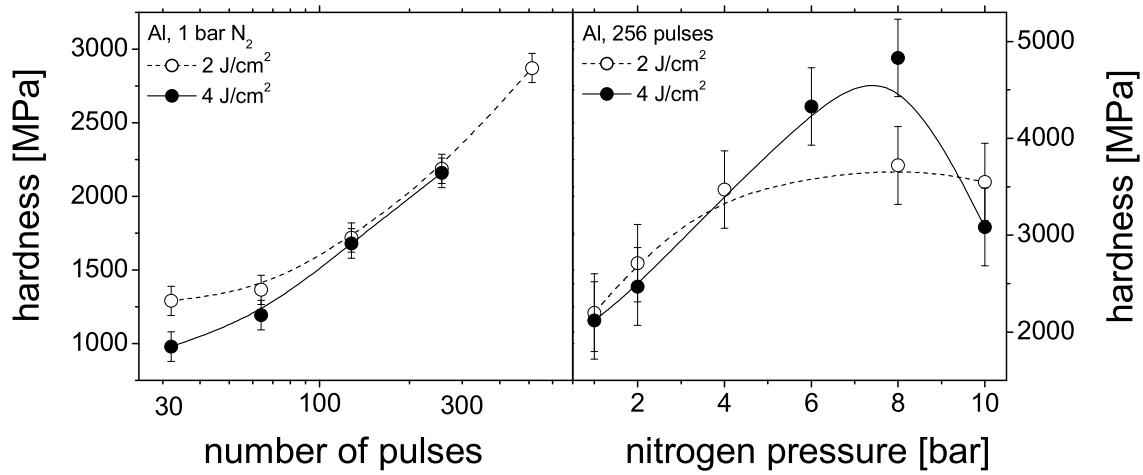 Al, 1 bar N2
2 J/cm2
4 J/cm2
hardness [MPa]
3000
2500
2000
1500
1000
30
100
300
number of pulses
Al, 256 pulses
2 J/cm2
4 J/cm2
5000
4000
3000
2000
hardness [MPa]
2
4
6
8
10
nitrogen pressure [bar]